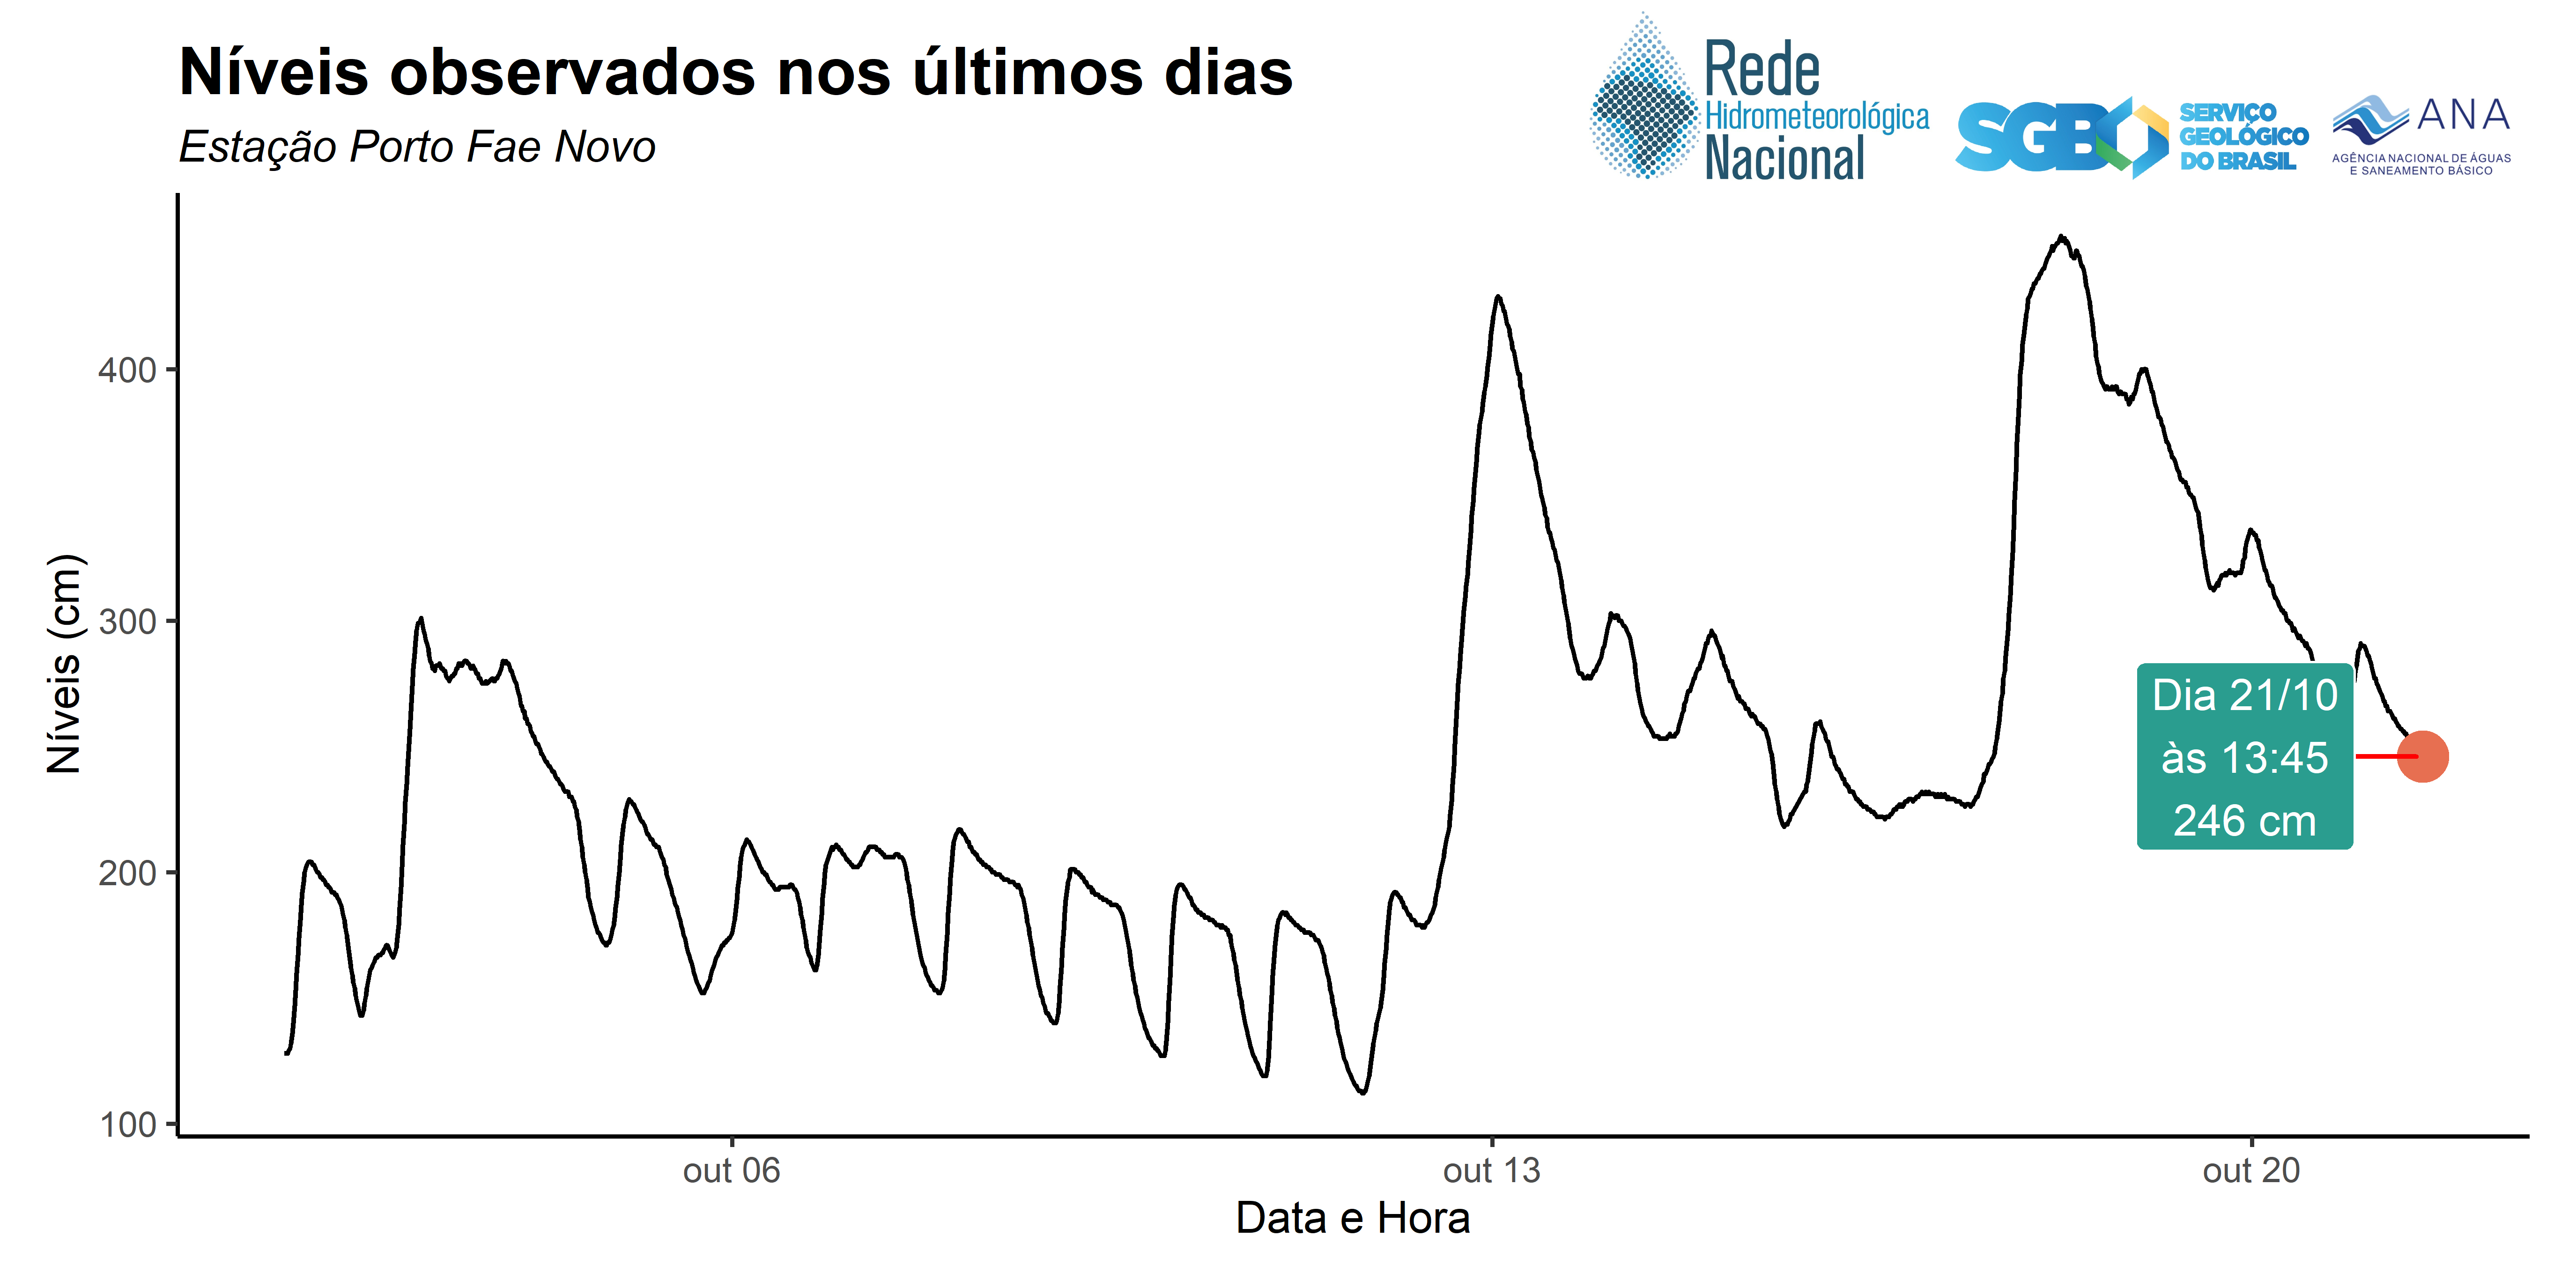 Níveis observados nos últimos dias
Estação Porto Fae Novo
Rede
Hidrometeorológica
Nacional
SGB
SERVIÇO
GEOLÓGICO
DO BRASIL
ANA
AGÊNCIA NACIONAL DE ÁGUAS
E SANEAMENTO BÁSICO
Níveis (cm)
400
300
200
100
Dia 21/10
às 13:45
246 cm
out 06
out 13
out 20
Data e Hora